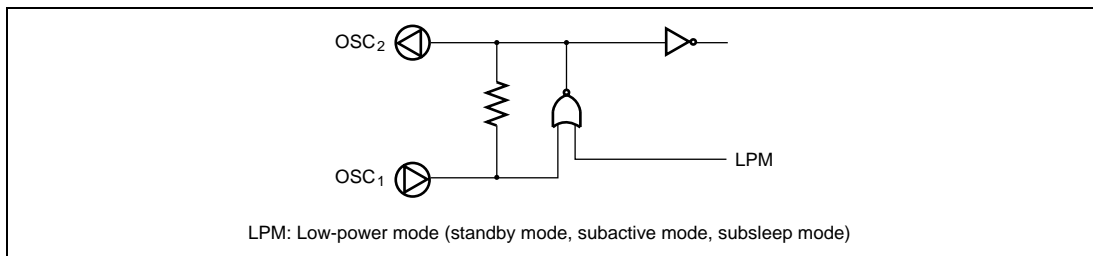 OSC2
OSC1
LPM
LPM: Low-power mode (standby mode, subactive mode, subsleep mode)